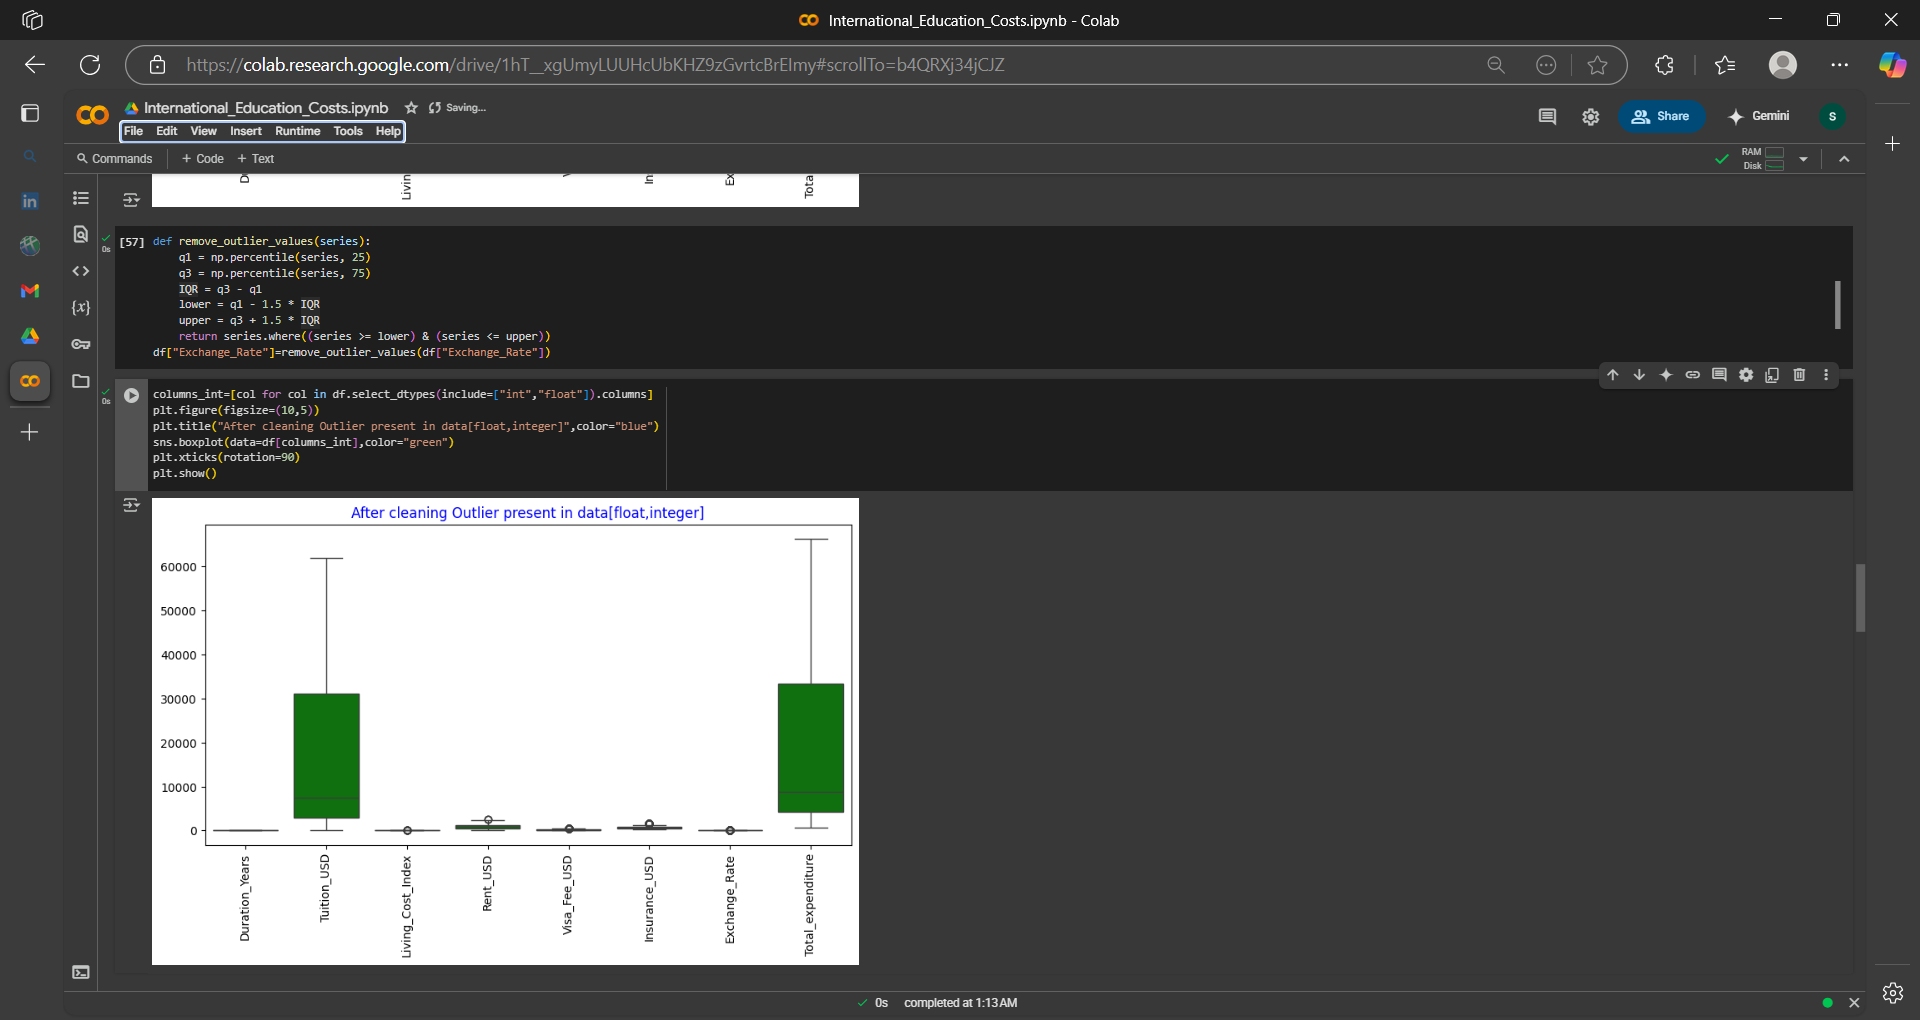 International_Education_Costs.ipynb - Colab
https://colab.research.google.com/drive/1hT__xgUmyLUUHcUbKHZ9zGvrtcBrEImy#scrollTo=b4QRXj34jCJZ
International_Education_Costs.ipynb Saving...
File Edit View Insert Runtime Tools Help
Share
Gemini
S
Commands + Code + Text
RAM
Disk
Living
Tota
[57] def remove_outlier_values(series):
q1 = np.percentile(series, 25)
q3 = np.percentile(series, 75)
IQR = q3 - q1
lower = q1 - 1.5 * IQR
upper = q3 + 1.5 * IQR
return series.where((series >= lower) & (series <= upper))
df["Exchange_Rate"]=remove_outlier_values(df["Exchange_Rate"])
0s
columns_int=[col for col in df.select_dtypes(include=["int","float"]).columns]
plt.figure(figsize=(10,5))
plt.title("After cleaning Outlier present in data[float,integer]",color="blue")
sns.boxplot(data=df[columns_int],color="green")
plt.xticks(rotation=90)
plt.show()
0s
After cleaning Outlier present in data[float,integer]
60000
50000
40000
30000
20000
10000
0
Duration_Years
Tuition_USD
Living_Cost_Index
Rent_USD
Visa_Fee_USD
Insurance_USD
Exchange_Rate
Total_expenditure
0s completed at 1:13 AM